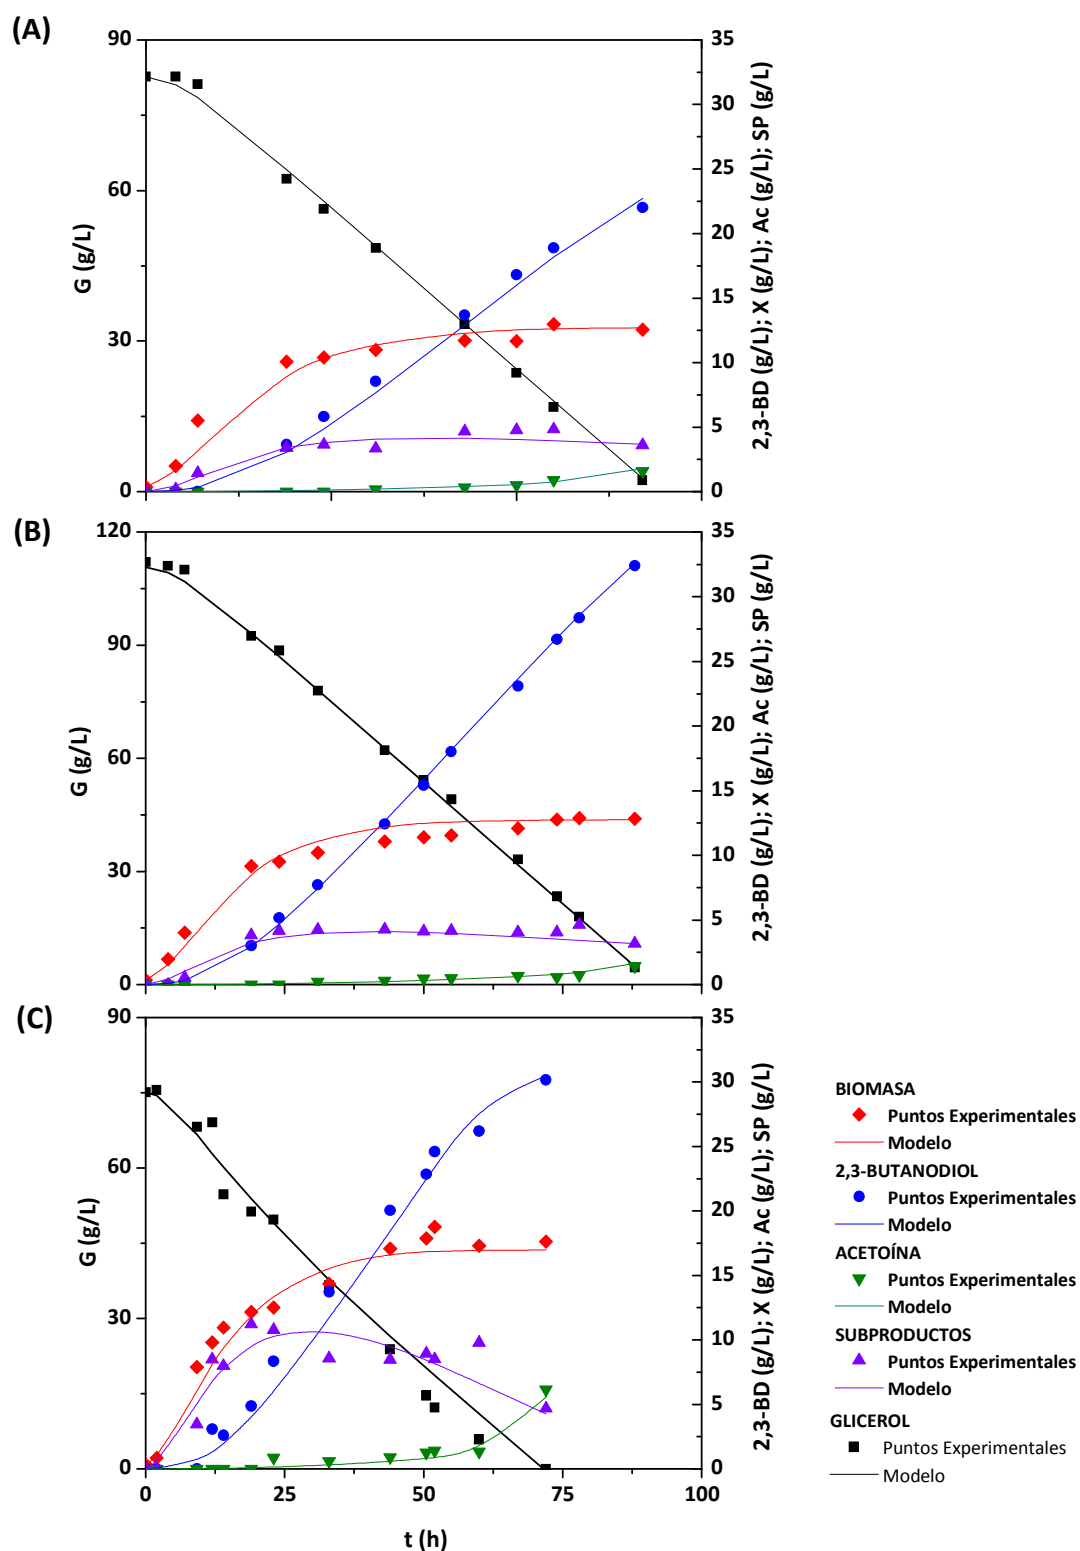 (A)
90
60
30
0
G (g/L)
35
30
25
20
15
10
5
0
2,3-BD (g/L); X (g/L); Ac (g/L); SP (g/L)
(B)
120
90
60
30
0
G (g/L)
35
30
25
20
15
10
5
0
2,3-BD (g/L); X (g/L); Ac (g/L); SP (g/L)
(C)
90
60
30
0
G (g/L)
35
30
25
20
15
10
5
0
2,3-BD (g/L); X (g/L); Ac (g/L); SP (g/L)
0 25 50 75 100
t (h)
BIOMASA
Puntos Experimentales
Modelo
2,3-BUTANODIOL
Puntos Experimentales
Modelo
ACETOÍNA
Puntos Experimentales
Modelo
SUBPRODUCTOS
Puntos Experimentales
Modelo
GLICEROL
Puntos Experimentales
Modelo